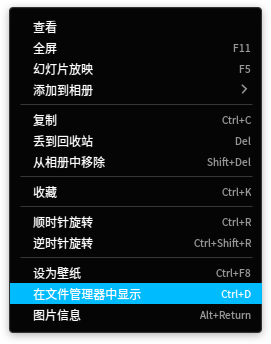 查看
全屏 F11
幻灯片放映 F5
添加到相册
复制 Ctrl+C
丢到回收站 Del
从相册中移除 Shift+Del
收藏 Ctrl+K
顺时针旋转 Ctrl+R
逆时针旋转 Ctrl+Shift+R
设为壁纸 Ctrl+F8
在文件管理器中显示 Ctrl+D
图片信息 Alt+Return